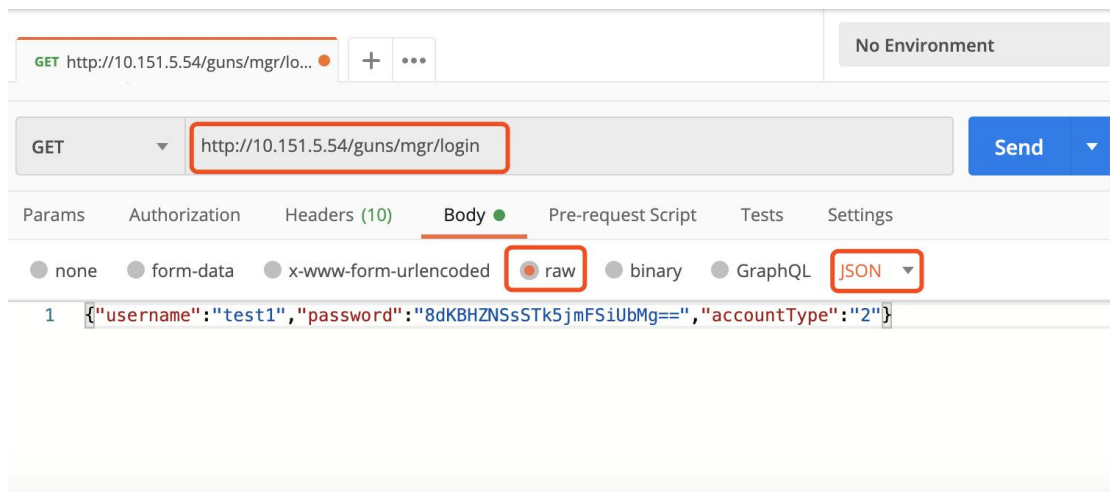 GET http://10.151.5.54/guns/mgr/lo... + •••
No Environment
GET http://10.151.5.54/guns/mgr/login Send
Params Authorization Headers (10) Body Pre-request Script Tests Settings
none form-data x-www-form-urlencoded raw binary GraphQL JSON
1 {"username":"test1","password":"8dKBHZNSsSTk5jmFSiUbMg==","accountType":"2"}